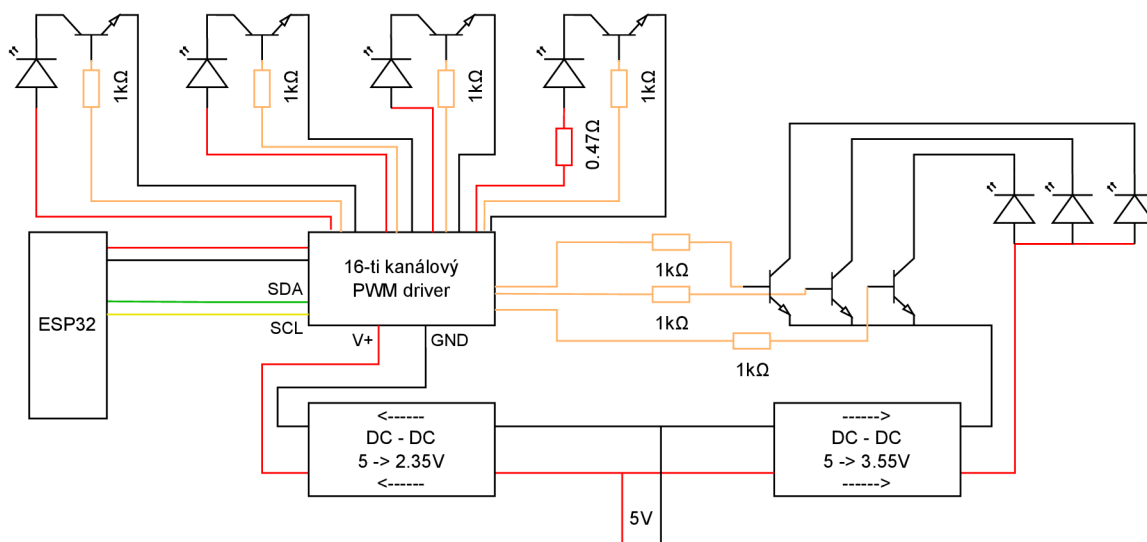 1kΩ
1kΩ
1kΩ
0.47Ω
1kΩ
ESP32
SDA
SCL
16-ti kanálový
PWM driver
V+
GND
1kΩ
1kΩ
1kΩ
<------
DC - DC
5 -> 2.35V
<------
------>
DC - DC
5 -> 3.55V
------>
5V